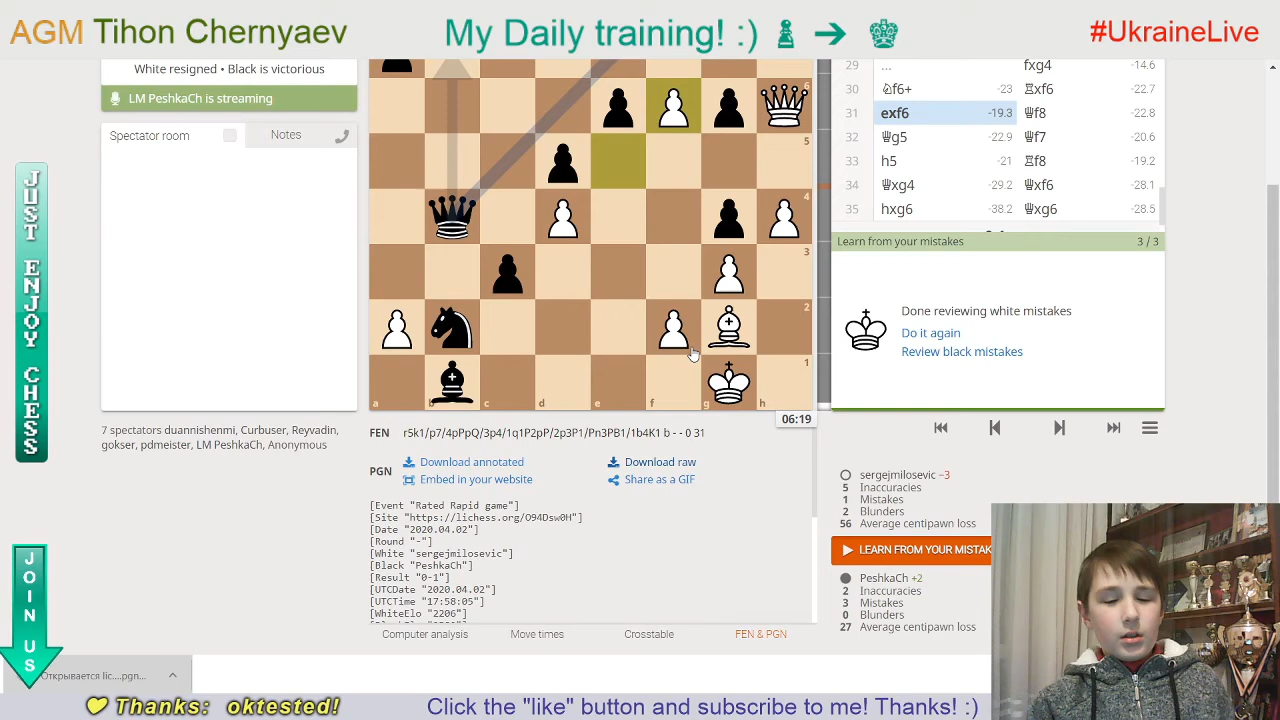 AGM Tihon Chernyaev
My Daily training! :)
#UkraineLive
White resigned • Black is victorious
LM PeshkaCh is streaming
Spectator room
Notes
7 spectators duannishenmi, Curbuser, Reyvadin,
gokser, pdmeister, LM PeshkaCh, Anonymous
JUST ENJOY CHESS
JOIN US
6
5
4
3
2
1
a b c d e f g h
06:19
FEN r5k1/p7/4pPpQ/3p4/1q1P2pP/2p3P1/Pn3PB1/1b4K1 b - - 0 31
PGN
Download annotated
Download raw
Embed in your website
Share as a GIF
[Event "Rated Rapid game"]
[Site "https://lichess.org/O94Dsw0H"]
[Date "2020.04.02"]
[Round "-"]
[White "sergejmilosevic"]
[Black "PeshkaCh"]
[Result "0-1"]
[UTCDate "2020.04.02"]
[UTCTime "17:58:05"]
[WhiteElo "2206"]
Computer analysis
Move times
Crosstable
FEN & PGN
29 ... fxg4 -14.6
30 ♘f6+ -23 ♖xf6 -22.7
31 exf6 -19.3 ♕f8 -22.8
32 ♕g5 -22.9 ♕f7 -20.6
33 h5 -21 ♖f8 -19.2
34 ♕xg4 -29.2 ♕xf6 -28.1
35 hxg6 -38.2 ♕xg6 -28.5
Learn from your mistakes 3 / 3
Done reviewing white mistakes
Do it again
Review black mistakes
sergejmilosevic −3
5 Inaccuracies
1 Mistakes
2 Blunders
56 Average centipawn loss
LEARN FROM YOUR MISTAK
PeshkaCh +2
2 Inaccuracies
3 Mistakes
0 Blunders
27 Average centipawn loss
Открывается lic....pgn...
Thanks: oktested!
Click the "like" button and subscribe to me! Thanks! :)